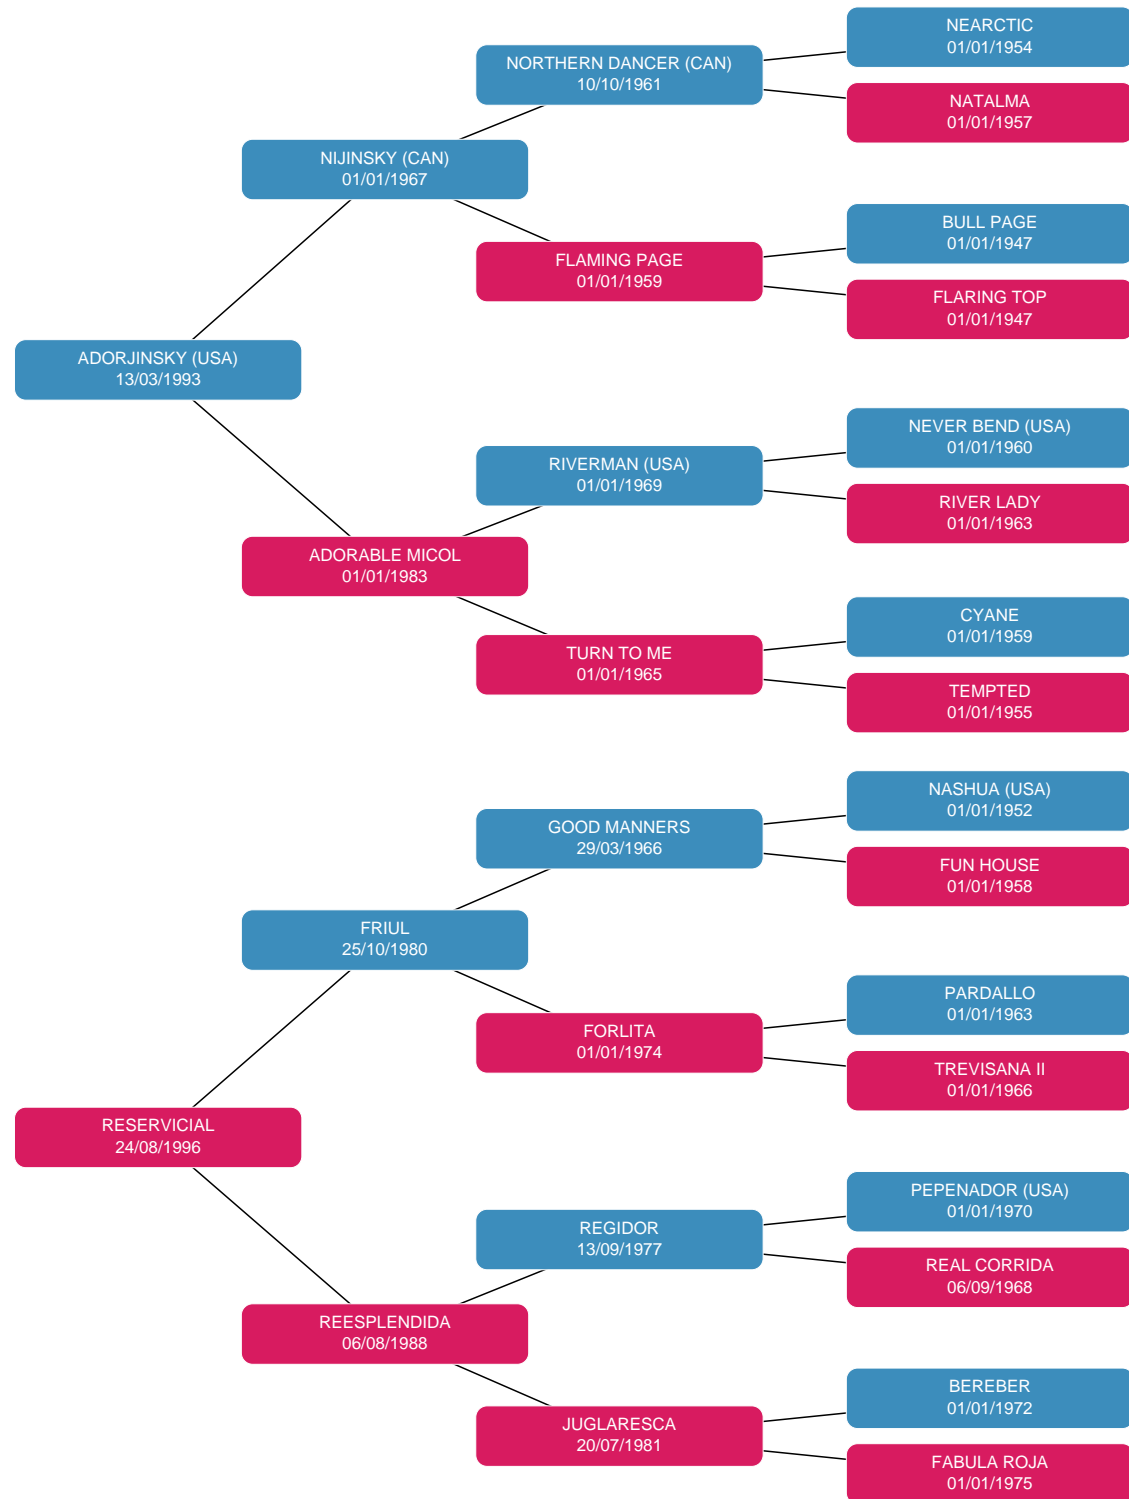 NEARCTIC
01/01/1954
NORTHERN DANCER (CAN)
10/10/1961
NATALMA
01/01/1957
NIJINSKY (CAN)
01/01/1967
BULL PAGE
01/01/1947
FLAMING PAGE
01/01/1959
FLARING TOP
01/01/1947
ADORJINSKY (USA)
13/03/1993
NEVER BEND (USA)
01/01/1960
RIVERMAN (USA)
01/01/1969
RIVER LADY
01/01/1963
ADORABLE MICOL
01/01/1983
CYANE
01/01/1959
TURN TO ME
01/01/1965
TEMPTED
01/01/1955
NASHUA (USA)
01/01/1952
GOOD MANNERS
29/03/1966
FUN HOUSE
01/01/1958
FRIUL
25/10/1980
PARDALLO
01/01/1963
FORLITA
01/01/1974
TREVISANA II
01/01/1966
RESERVICIAL
24/08/1996
PEPENADOR (USA)
01/01/1970
REGIDOR
13/09/1977
REAL CORRIDA
06/09/1968
REESPLENDIDA
06/08/1988
BEREBER
01/01/1972
JUGLARESCA
20/07/1981
FABULA ROJA
01/01/1975